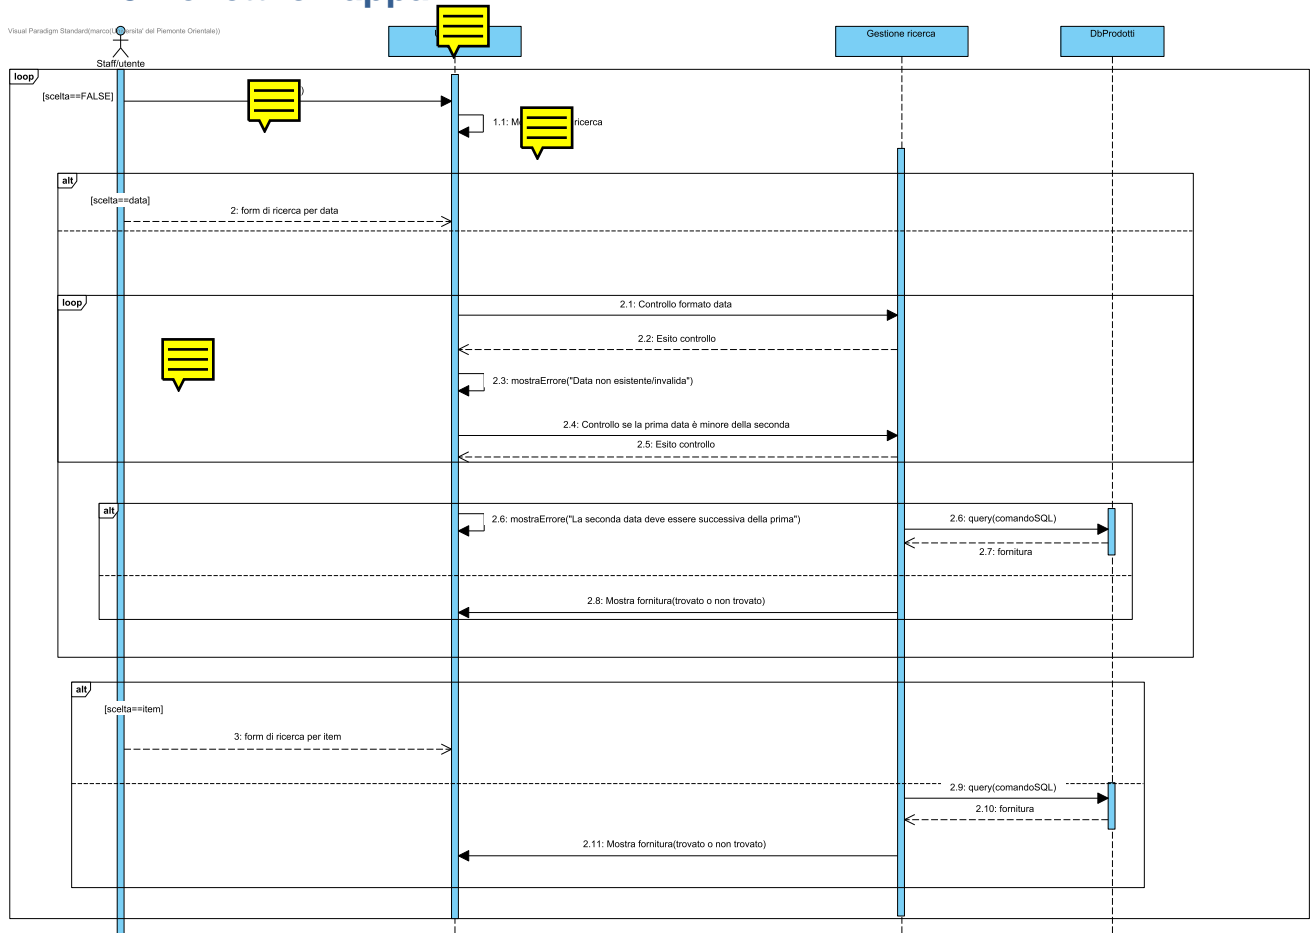 Visual Paradigm Standard(marco(Universita' del Piemonte Orientale))
Staff/utente
Gestione ricerca
DbProdotti
loop
[scelta==FALSE]
1.1: ricerca
alt
[scelta==data]
2: form di ricerca per data
loop
2.1: Controllo formato data
2.2: Esito controllo
2.3: mostraErrore("Data non esistente/invalida")
2.4: Controllo se la prima data è minore della seconda
2.5: Esito controllo
alt
2.6: mostraErrore("La seconda data deve essere successiva della prima")
2.6: query(comandoSQL)
2.7: fornitura
2.8: Mostra fornitura(trovato o non trovato)
alt
[scelta==item]
3: form di ricerca per item
2.9: query(comandoSQL)
2.10: fornitura
2.11: Mostra fornitura(trovato o non trovato)